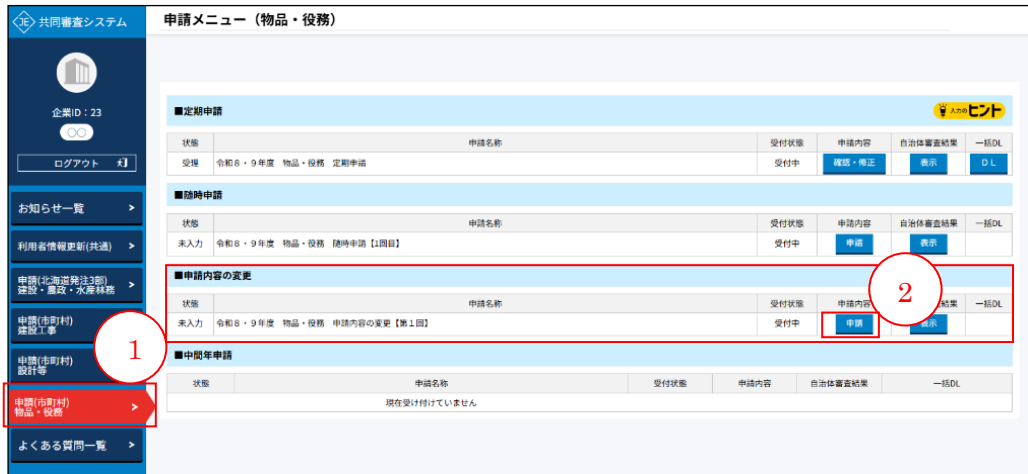 JE 共同審査システム
申請メニュー（物品・役務）
企業ID：23
○○
ログアウト
お知らせ一覧 >
利用者情報更新(共通) >
申請(北海道発注3部)
建設・農政・水産林務 >
申請(市町村)
建設工事
申請(市町村)
設計等
申請(市町村)
物品・役務 >
よくある質問一覧 >
1
■定期申請
入力のヒント
状態 申請名称 受付状態 申請内容 自治体審査結果 一括DL
受理 令和8・9年度 物品・役務 定期申請 受付中 確認・修正 表示 DL
■随時申請
状態 申請名称 受付状態 申請内容 自治体審査結果 一括DL
未入力 令和8・9年度 物品・役務 随時申請【1回目】 受付中 申請 表示
■申請内容の変更
2
状態 申請名称 受付状態 申請内容 結果 一括DL
未入力 令和8・9年度 物品・役務 申請内容の変更【第1回】 受付中 申請 表示
■中間年申請
状態 申請名称 受付状態 申請内容 自治体審査結果 一括DL
現在受け付けていません